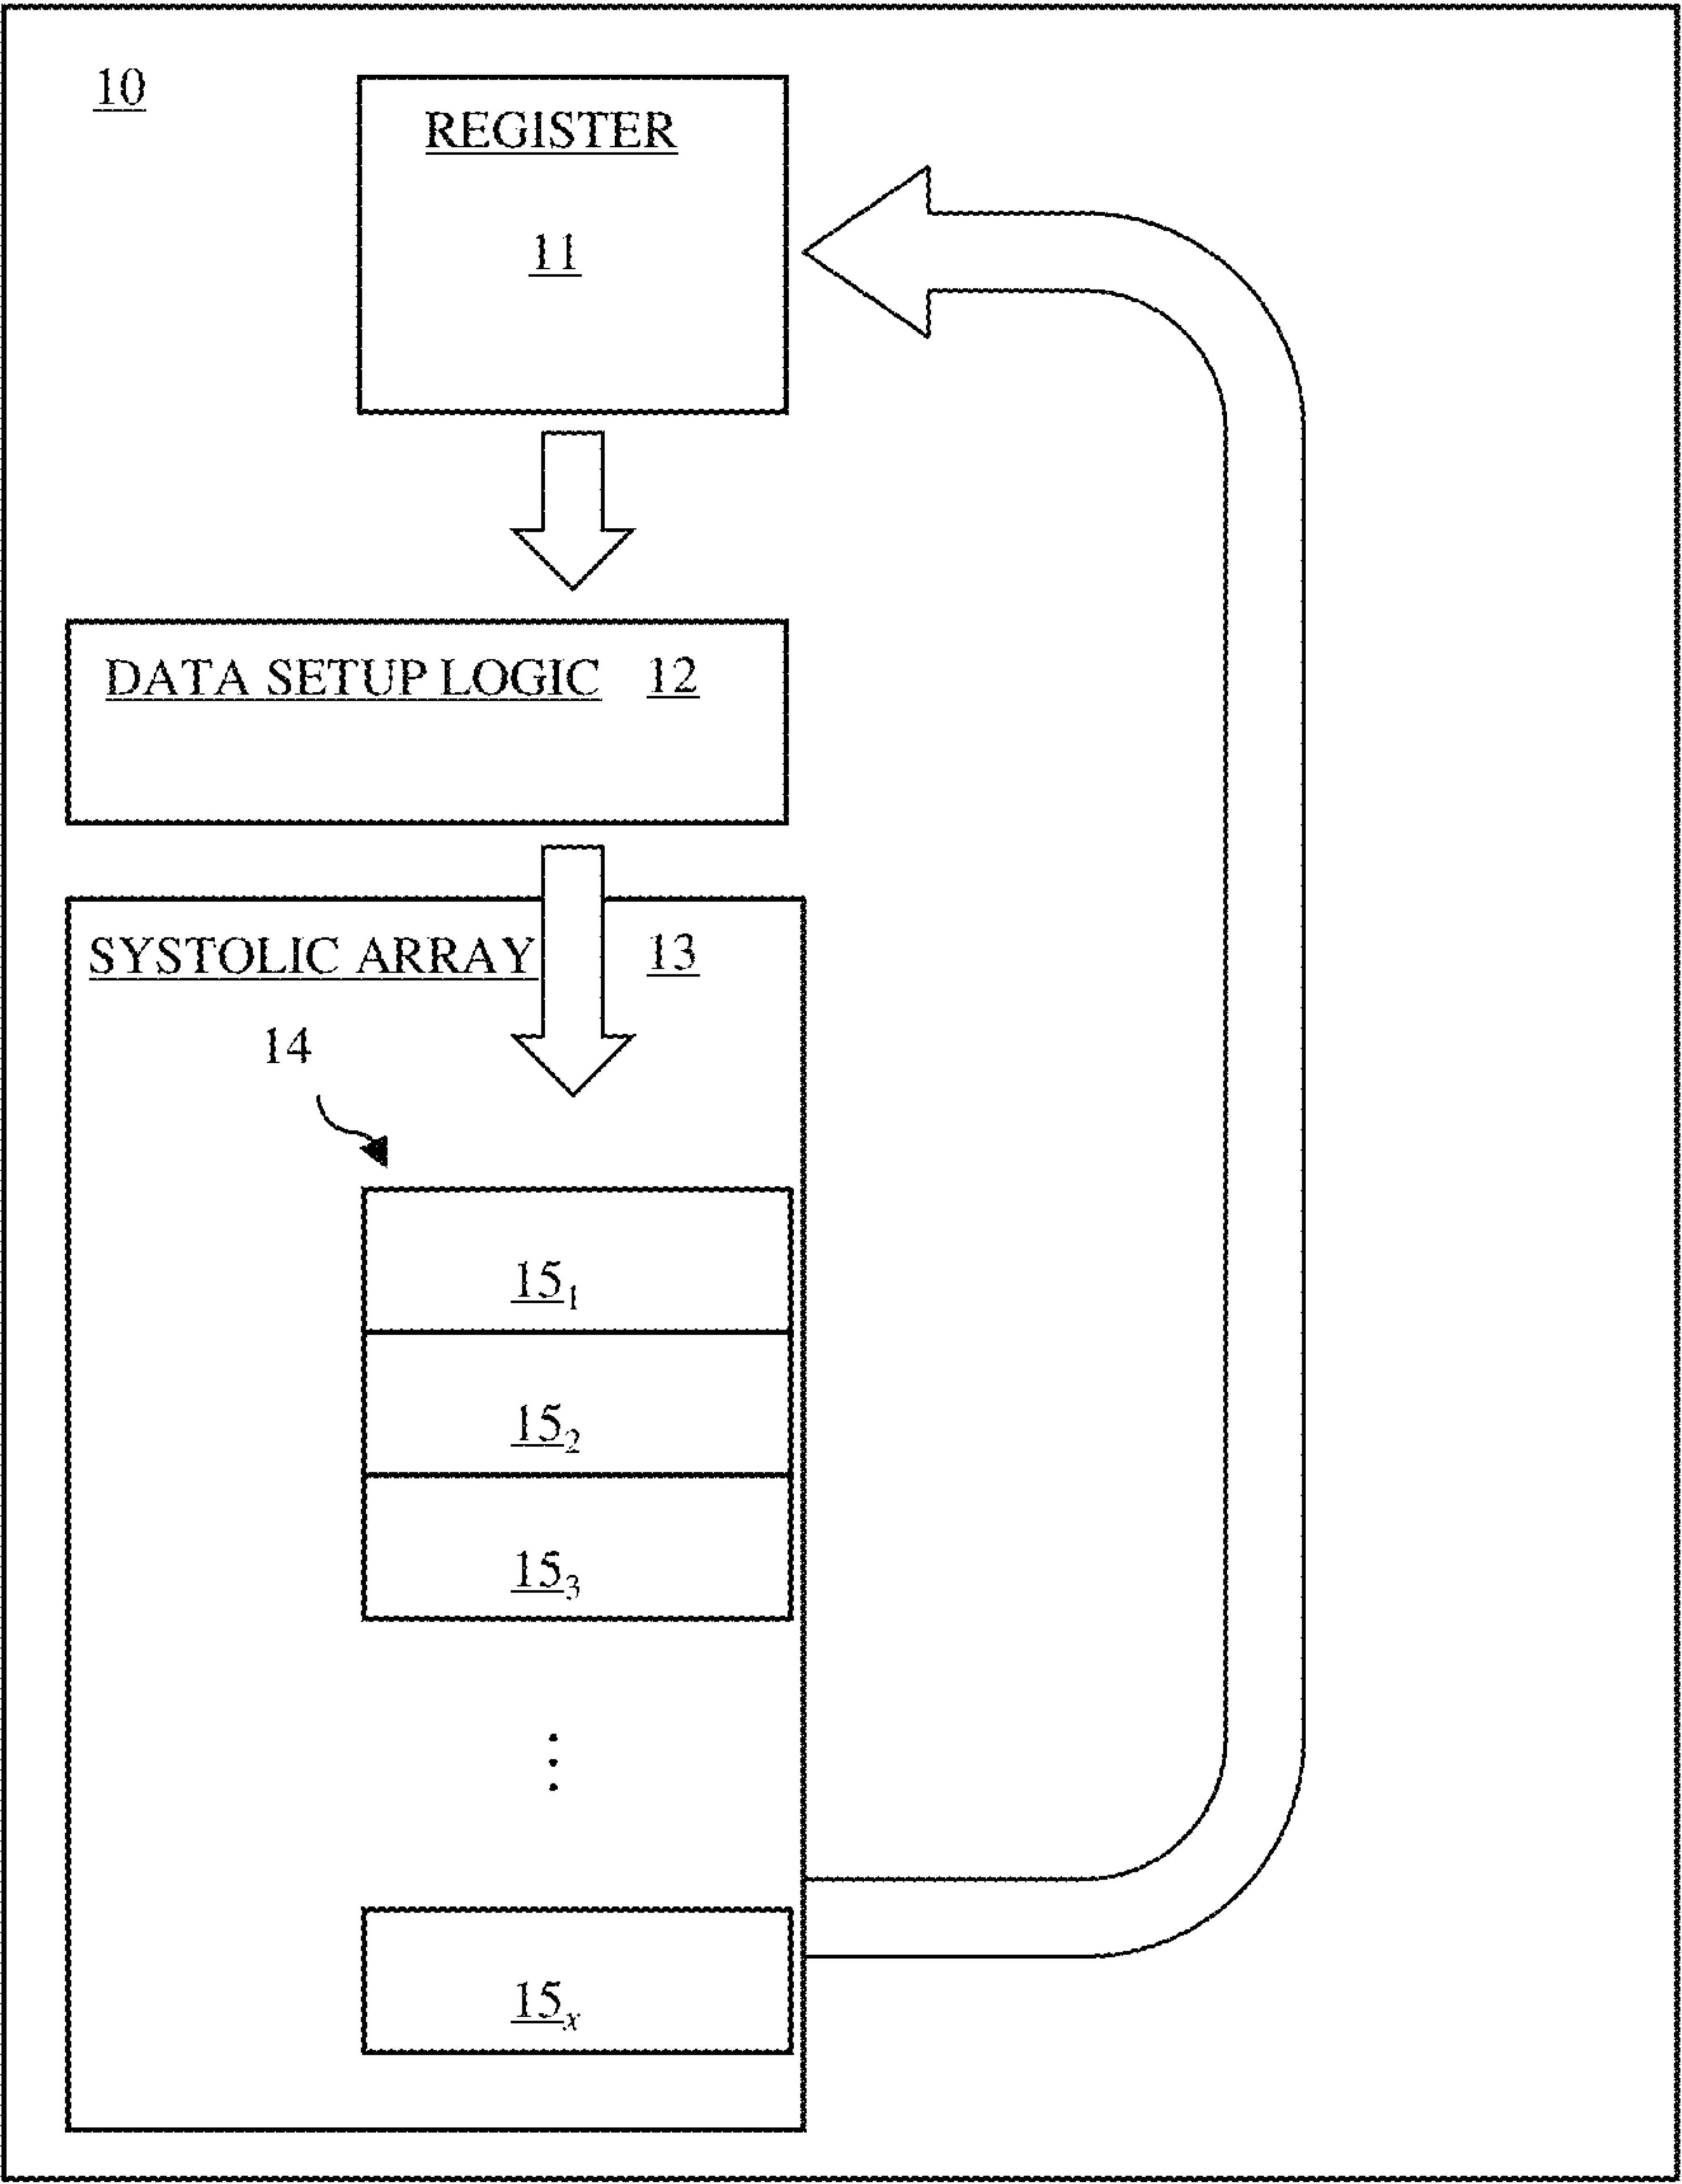 10
REGISTER
11
DATA SETUP LOGIC 12
SYSTOLIC ARRAY 13
14
15₁
15₂
15₃
15ₓ